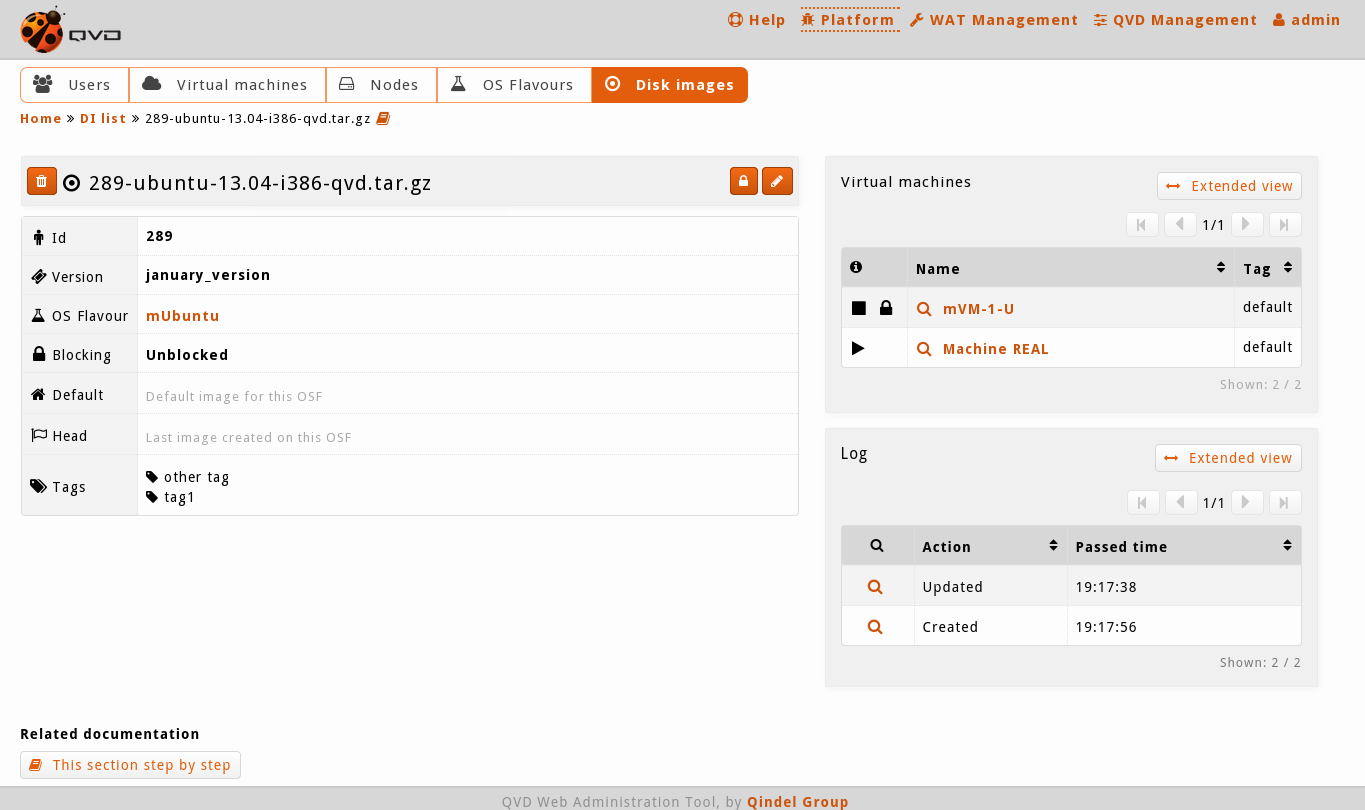 QVD
Help Platform WAT Management QVD Management admin
Users Virtual machines Nodes OS Flavours Disk images
Home » DI list » 289-ubuntu-13.04-i386-qvd.tar.gz
289-ubuntu-13.04-i386-qvd.tar.gz
Id 289
Version january_version
OS Flavour mUbuntu
Blocking Unblocked
Default Default image for this OSF
Head Last image created on this OSF
Tags other tag
tag1
Virtual machines
Extended view
1/1
Name Tag
mVM-1-U default
Machine REAL default
Shown: 2 / 2
Log
Extended view
1/1
Action Passed time
Updated 19:17:38
Created 19:17:56
Shown: 2 / 2
Related documentation
This section step by step
QVD Web Administration Tool, by Qindel Group